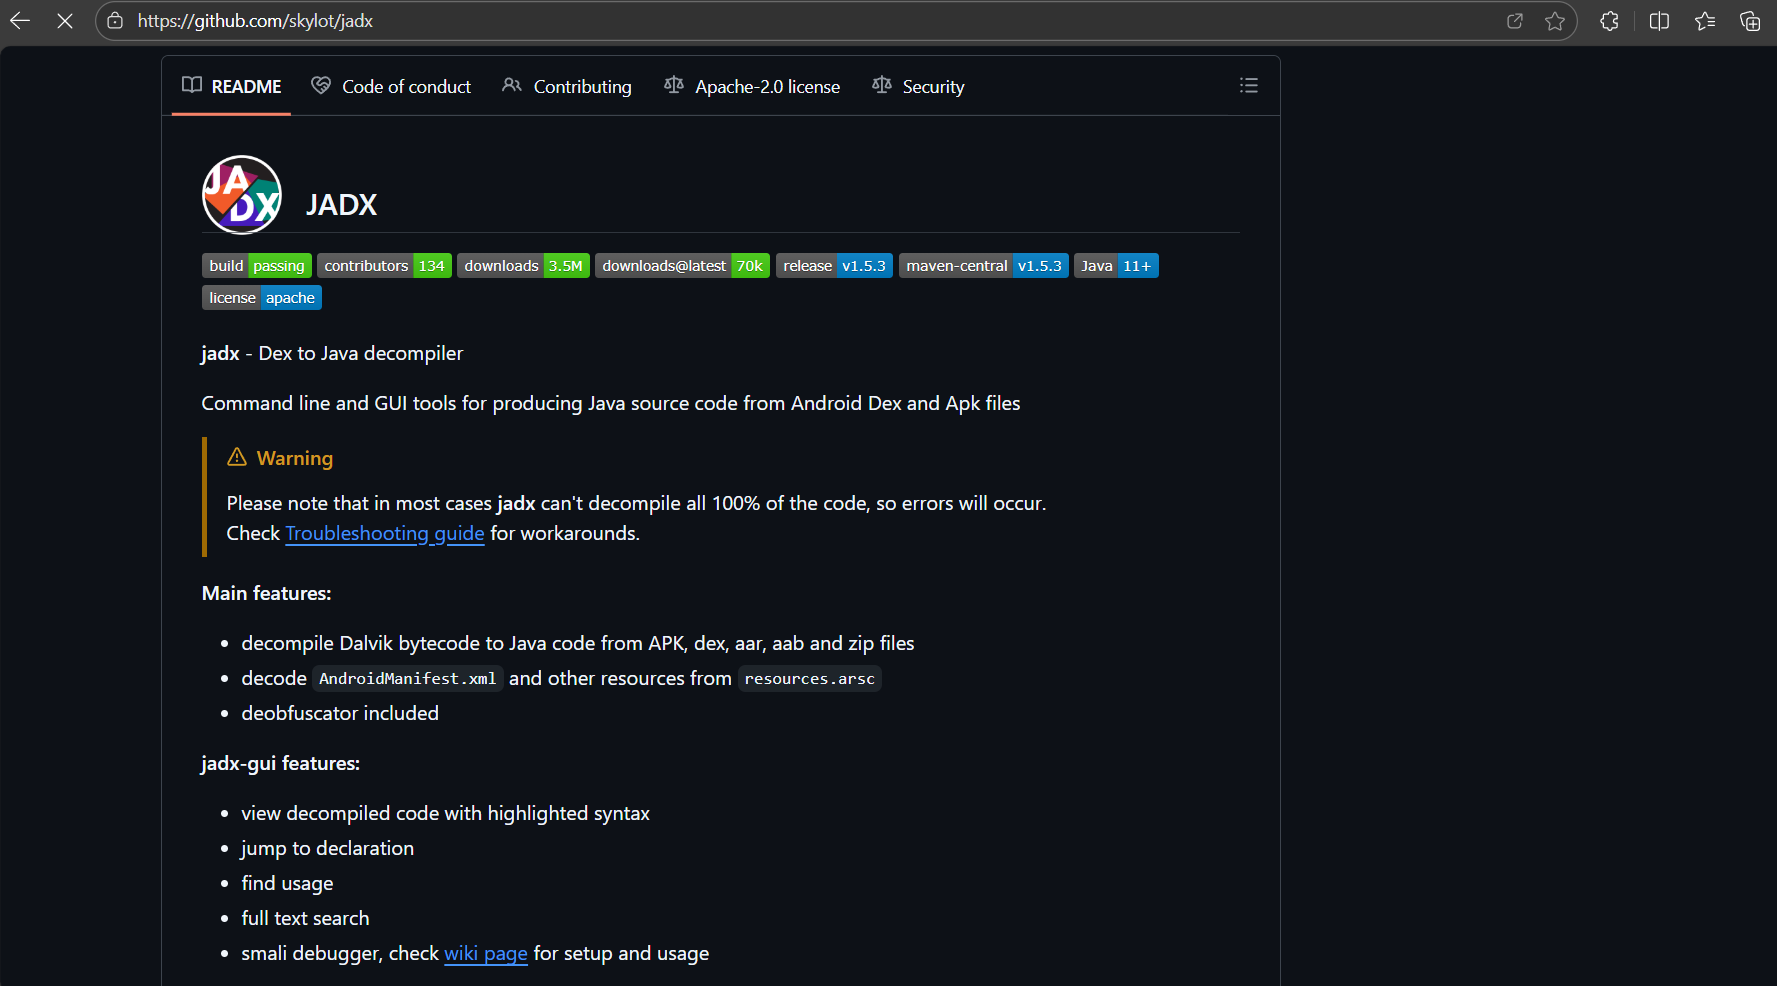 https://github.com/skylot/jadx
README Code of conduct Contributing Apache-2.0 license Security
JA
DX
JADX
build passing contributors 134 downloads 3.5M downloads@latest 70k release v1.5.3 maven-central v1.5.3 Java 11+
license apache
jadx - Dex to Java decompiler
Command line and GUI tools for producing Java source code from Android Dex and Apk files
Warning
Please note that in most cases jadx can't decompile all 100% of the code, so errors will occur.
Check Troubleshooting guide for workarounds.
Main features:
• decompile Dalvik bytecode to Java code from APK, dex, aar, aab and zip files
• decode AndroidManifest.xml and other resources from resources.arsc
• deobfuscator included
jadx-gui features:
• view decompiled code with highlighted syntax
• jump to declaration
• find usage
• full text search
• smali debugger, check wiki page for setup and usage